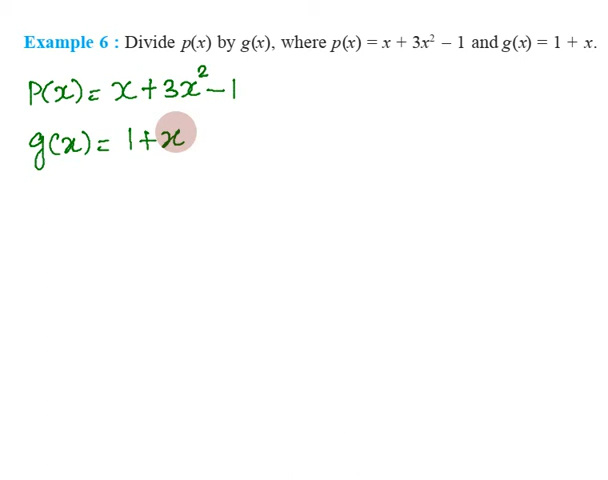 Example 6 : Divide p(x) by g(x), where p(x) = x + 3x² – 1 and g(x) = 1 + x.
P(x) = x + 3x² – 1
g(x) = 1 + x